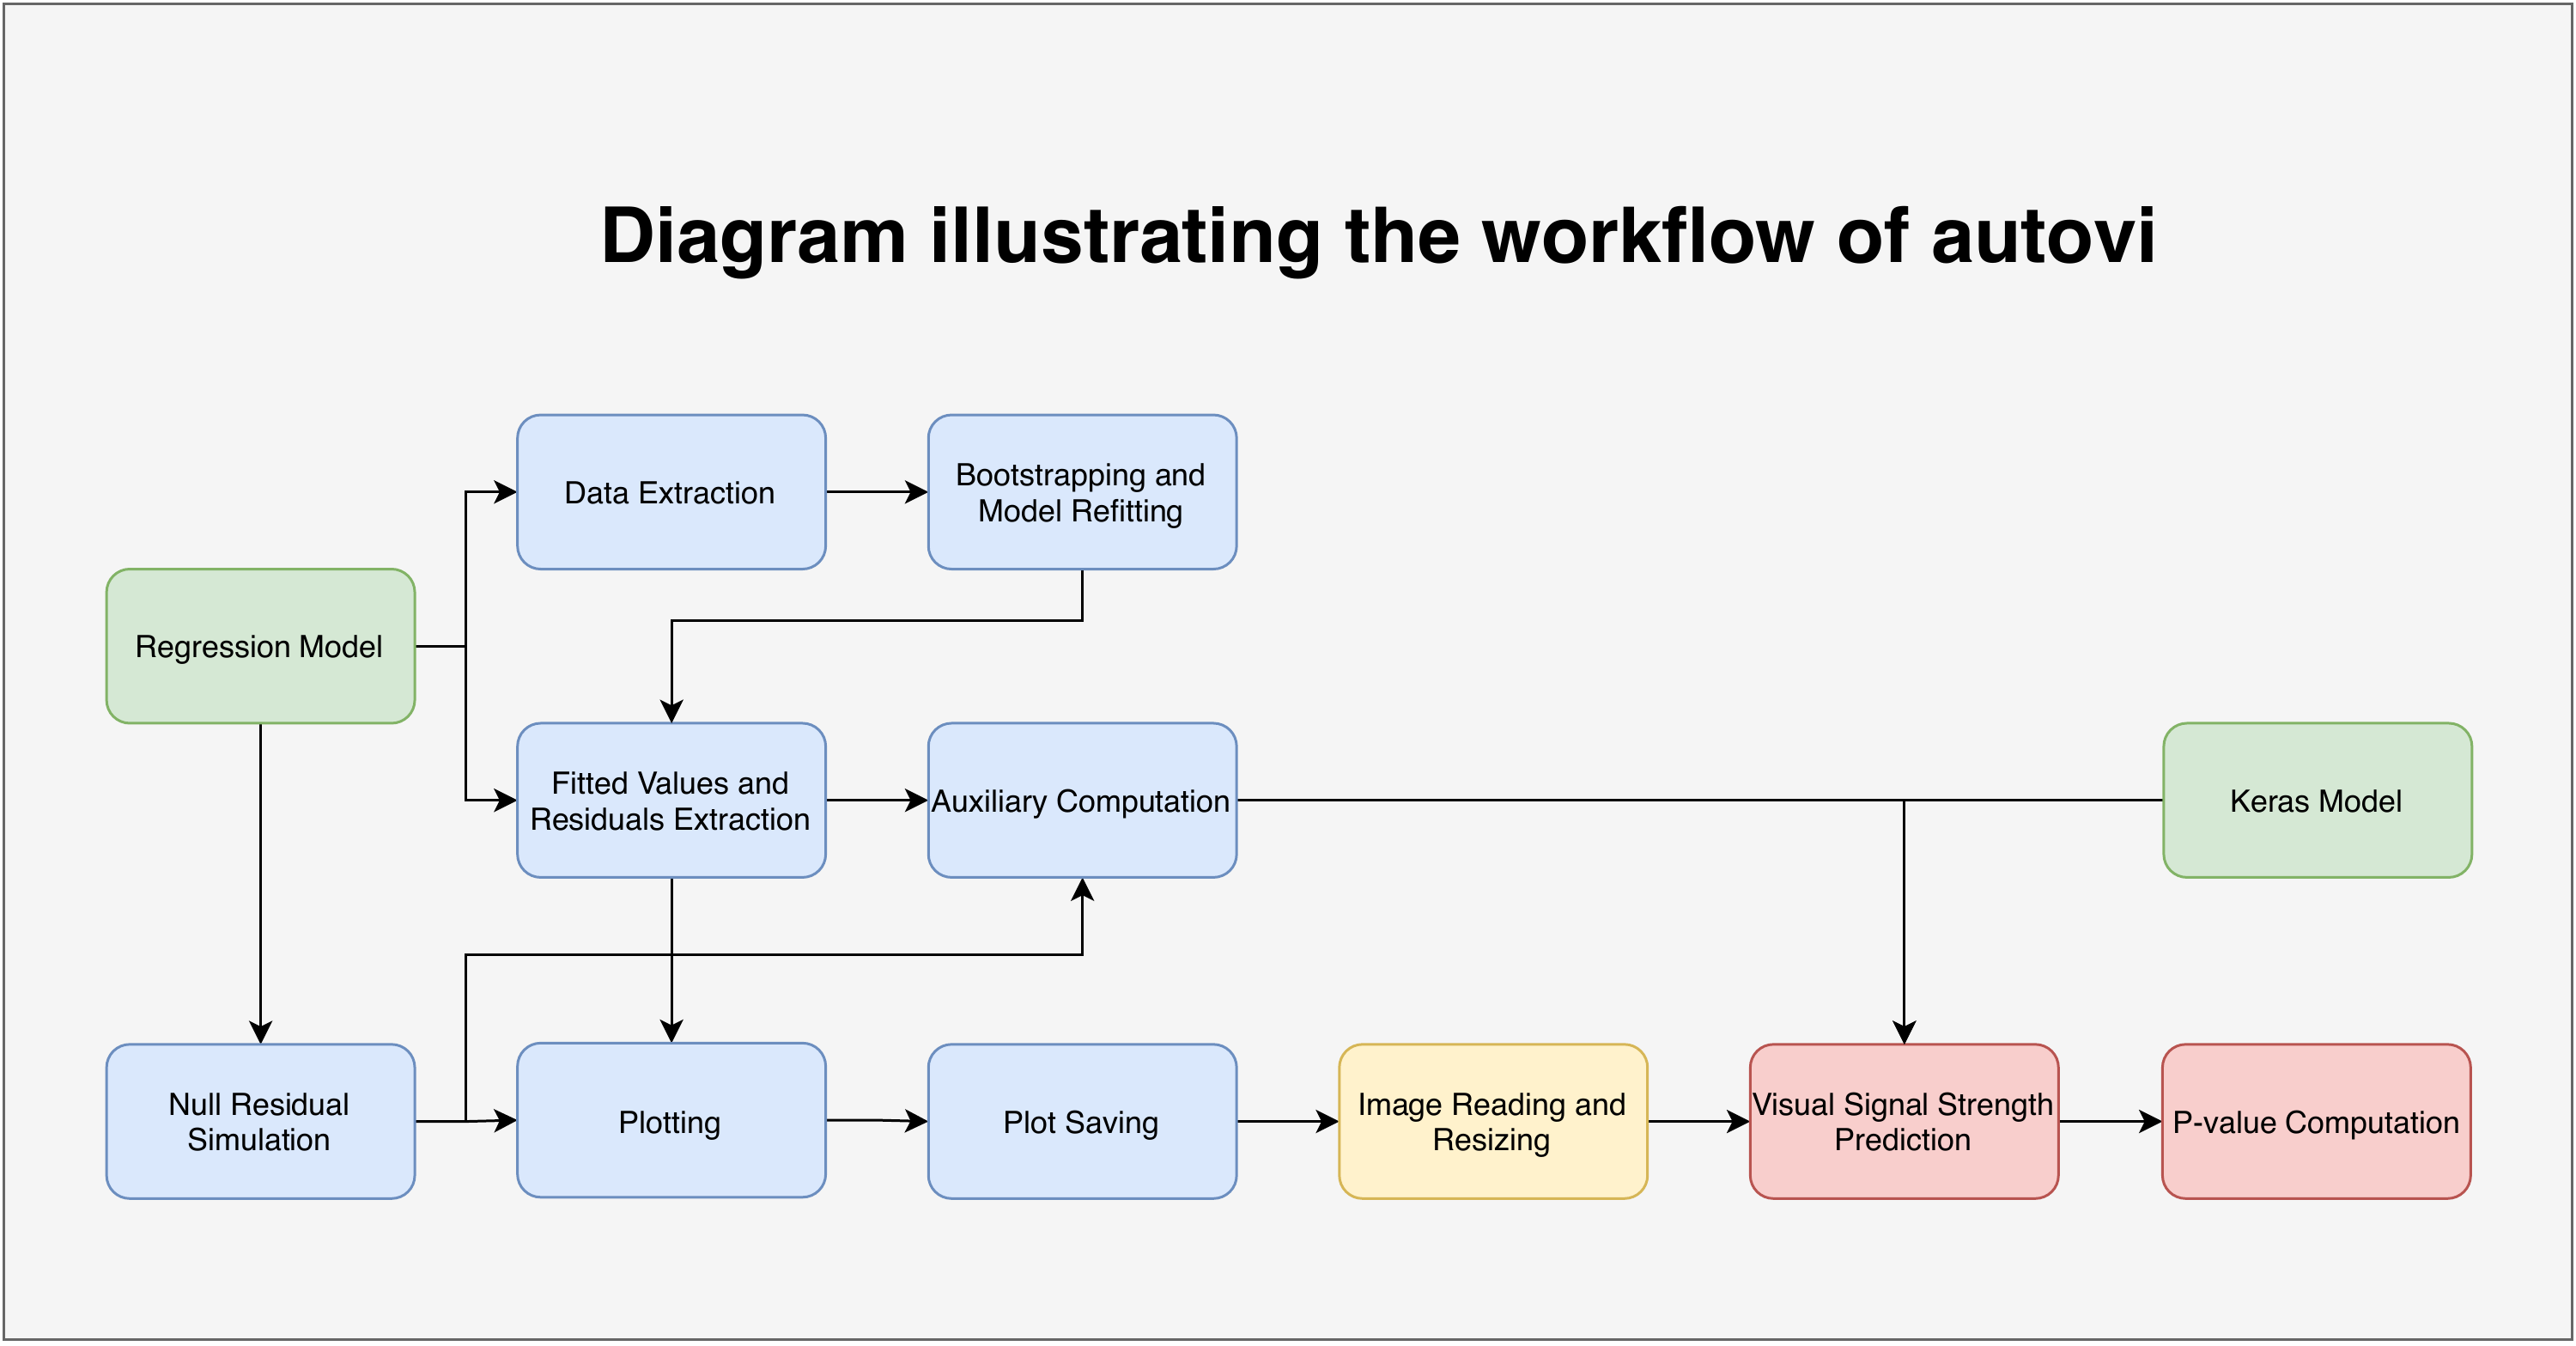 Diagram illustrating the workflow of autovi
Data Extraction
Bootstrapping and
Model Refitting
Regression Model
Fitted Values and
Residuals Extraction
Auxiliary Computation
Keras Model
Null Residual
Simulation
Plotting
Plot Saving
Image Reading and
Resizing
Visual Signal Strength
Prediction
P-value Computation